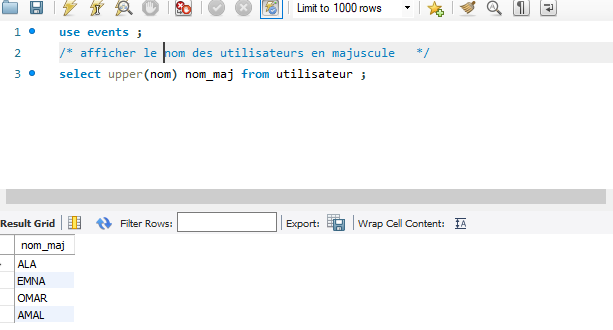 Limit to 1000 rows
1 use events ;
2 /* afficher le nom des utilisateurs en majuscule */
3 select upper(nom) nom_maj from utilisateur ;
Result Grid Filter Rows: Export: Wrap Cell Content:
nom_maj
ALA
EMNA
OMAR
AMAL